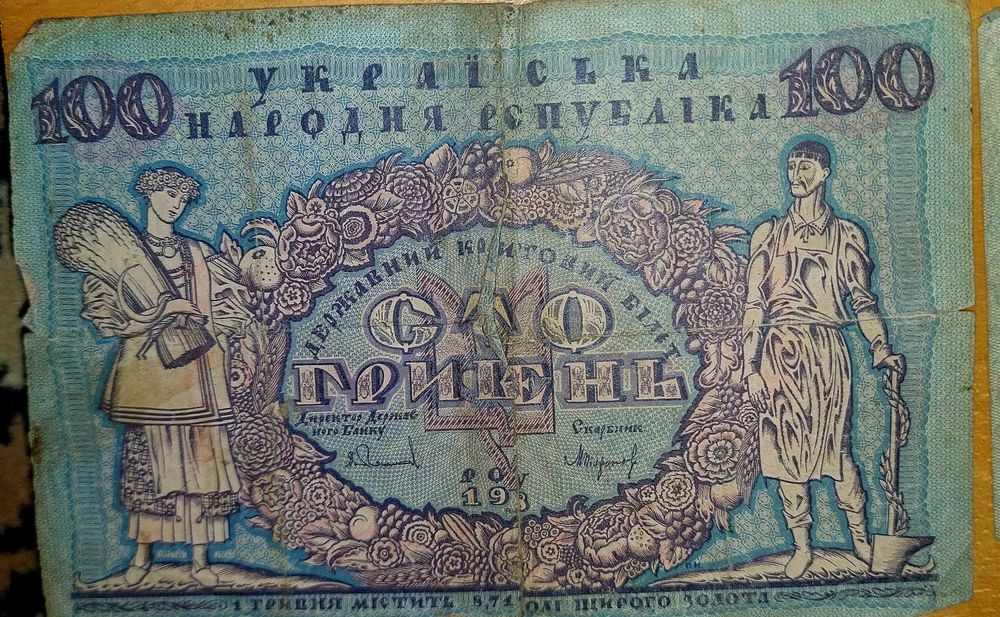 100 УКРАЇНСЬКА 100
НАРОДНЯ РЕСПУБЛІКА
ДЕРЖАВНИЙ КРЕДИТОВИЙ БІЛЕТ
СТО
ГРИВЕНЬ
Директор Держав-
ного Банку
Скарбник
РОКУ
1918
Г.Н.
1 ГРИВНЯ МІСТИТЬ 8,712 ДОЛІ ЩИРОГО ЗОЛОТА